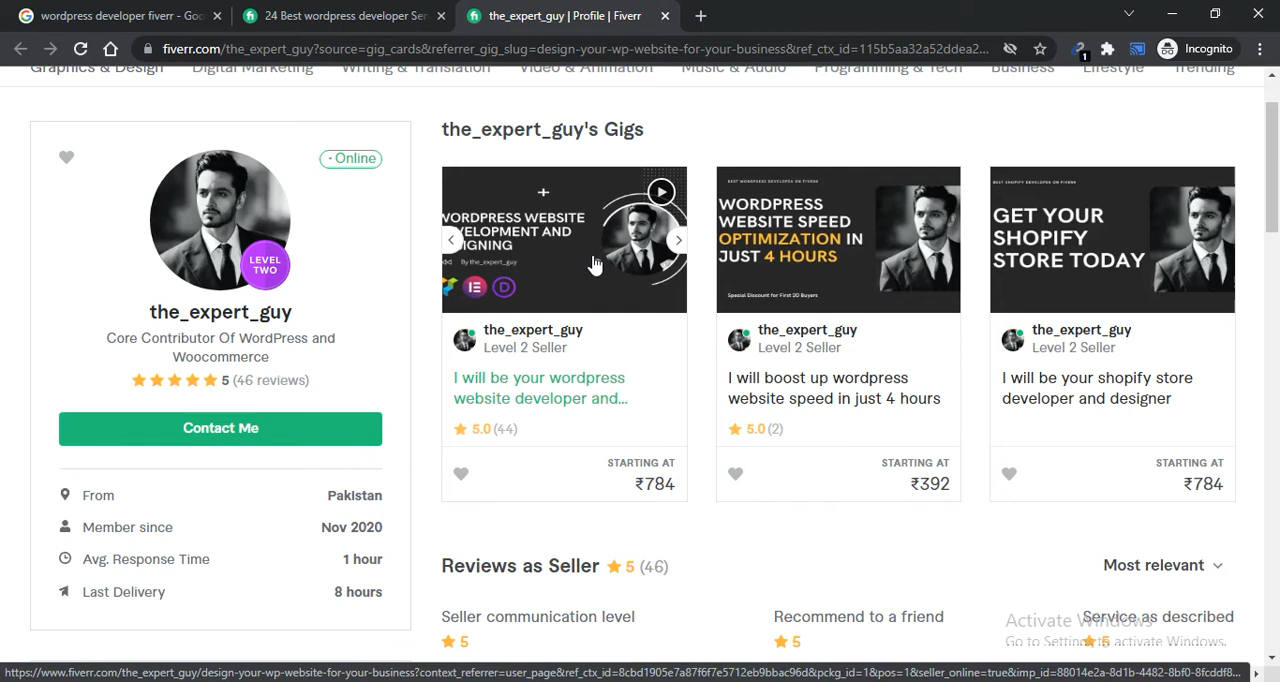 wordpress developer fiverr - Goo
24 Best wordpress developer Ser
the_expert_guy | Profile | Fiverr
fiverr.com/the_expert_guy?source=gig_cards&referrer_gig_slug=design-your-wp-website-for-your-business&ref_ctx_id=115b5aa32a52ddea2...
1
Incognito
Graphics & Design
Digital Marketing
Writing & Translation
Video & Animation
Music & Audio
Programming & Tech
Business
Lifestyle
Trending
Online
LEVEL
TWO
the_expert_guy
Core Contributor Of WordPress and
Woocommerce
5 (46 reviews)
Contact Me
From Pakistan
Member since Nov 2020
Avg. Response Time 1 hour
Last Delivery 8 hours
the_expert_guy's Gigs
WORDPRESS WEBSITE
By the_expert_guy
the_expert_guy
Level 2 Seller
I will be your wordpress
website developer and...
5.0 (44)
STARTING AT
₹784
BEST WORDPRESS DEVELOPER ON FIVERR
WORDPRESS
WEBSITE SPEED
OPTIMIZATION IN
JUST 4 HOURS
Special Discount for First 20 Buyers
the_expert_guy
Level 2 Seller
I will boost up wordpress
website speed in just 4 hours
5.0 (2)
STARTING AT
₹392
BEST SHOPIFY DEVELOPER ON FIVERR
GET YOUR
SHOPIFY
STORE TODAY
the_expert_guy
Level 2 Seller
I will be your shopify store
developer and designer
STARTING AT
₹784
Reviews as Seller 5 (46)
Most relevant
Seller communication level
5
Recommend to a friend
5
Service as described
5
Activate Windows
Go to Settings to activate Windows.
https://www.fiverr.com/the_expert_guy/design-your-wp-website-for-your-business?context_referrer=user_page&ref_ctx_id=8cbd1905e7a87f6f7e5712eb9bbac96d&pckg_id=1&pos=1&seller_online=true&imp_id=88014e2a-8d1b-4482-8bf0-8fcddf8...